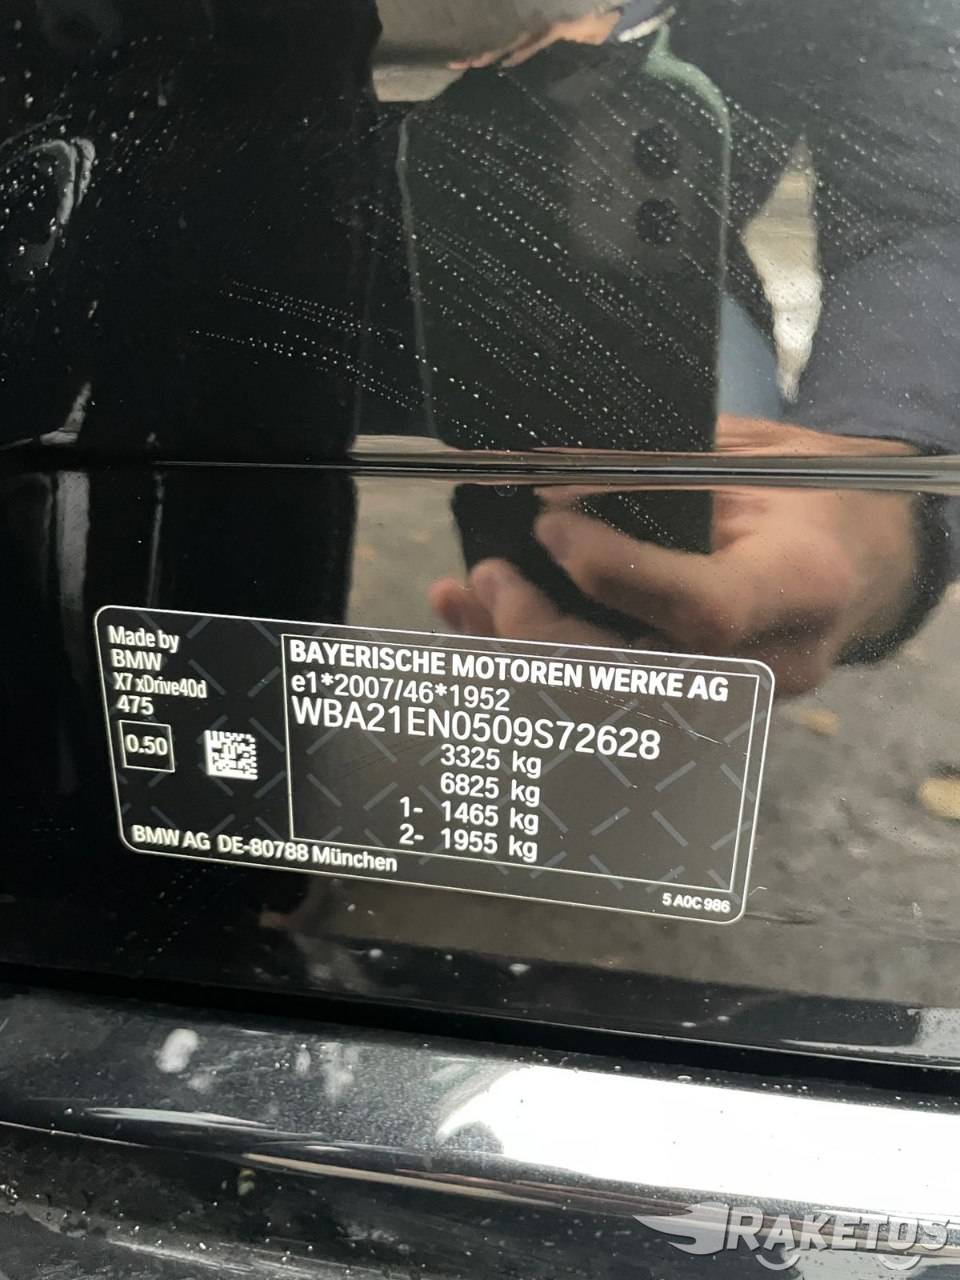 Made by
BMW
X7 xDrive40d
475
0.50
BAYERISCHE MOTOREN WERKE AG
e1*2007/46*1952
WBA21EN0509S72628
3325 kg
6825 kg
1- 1465 kg
2- 1955 kg
BMW AG DE-80788 München
5 A0C 986
RAKETOS